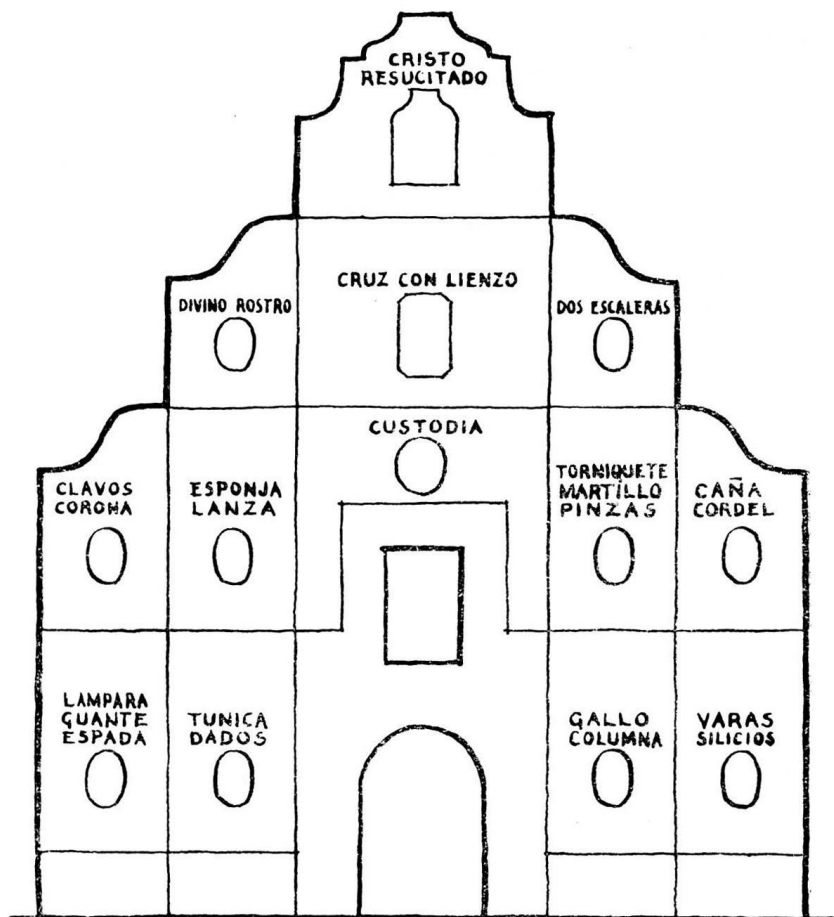 CRISTO
RESUCITADO
DIVINO ROSTRO
CRUZ CON LIENZO
DOS ESCALERAS
CUSTODIA
CLAVOS
CORONA
ESPONJA
LANZA
TORNIQUETE
MARTILLO
PINZAS
CAÑA
CORDEL
LAMPARA
GUANTE
ESPADA
TUNICA
DADOS
GALLO
COLUMNA
VARAS
SILICIOS